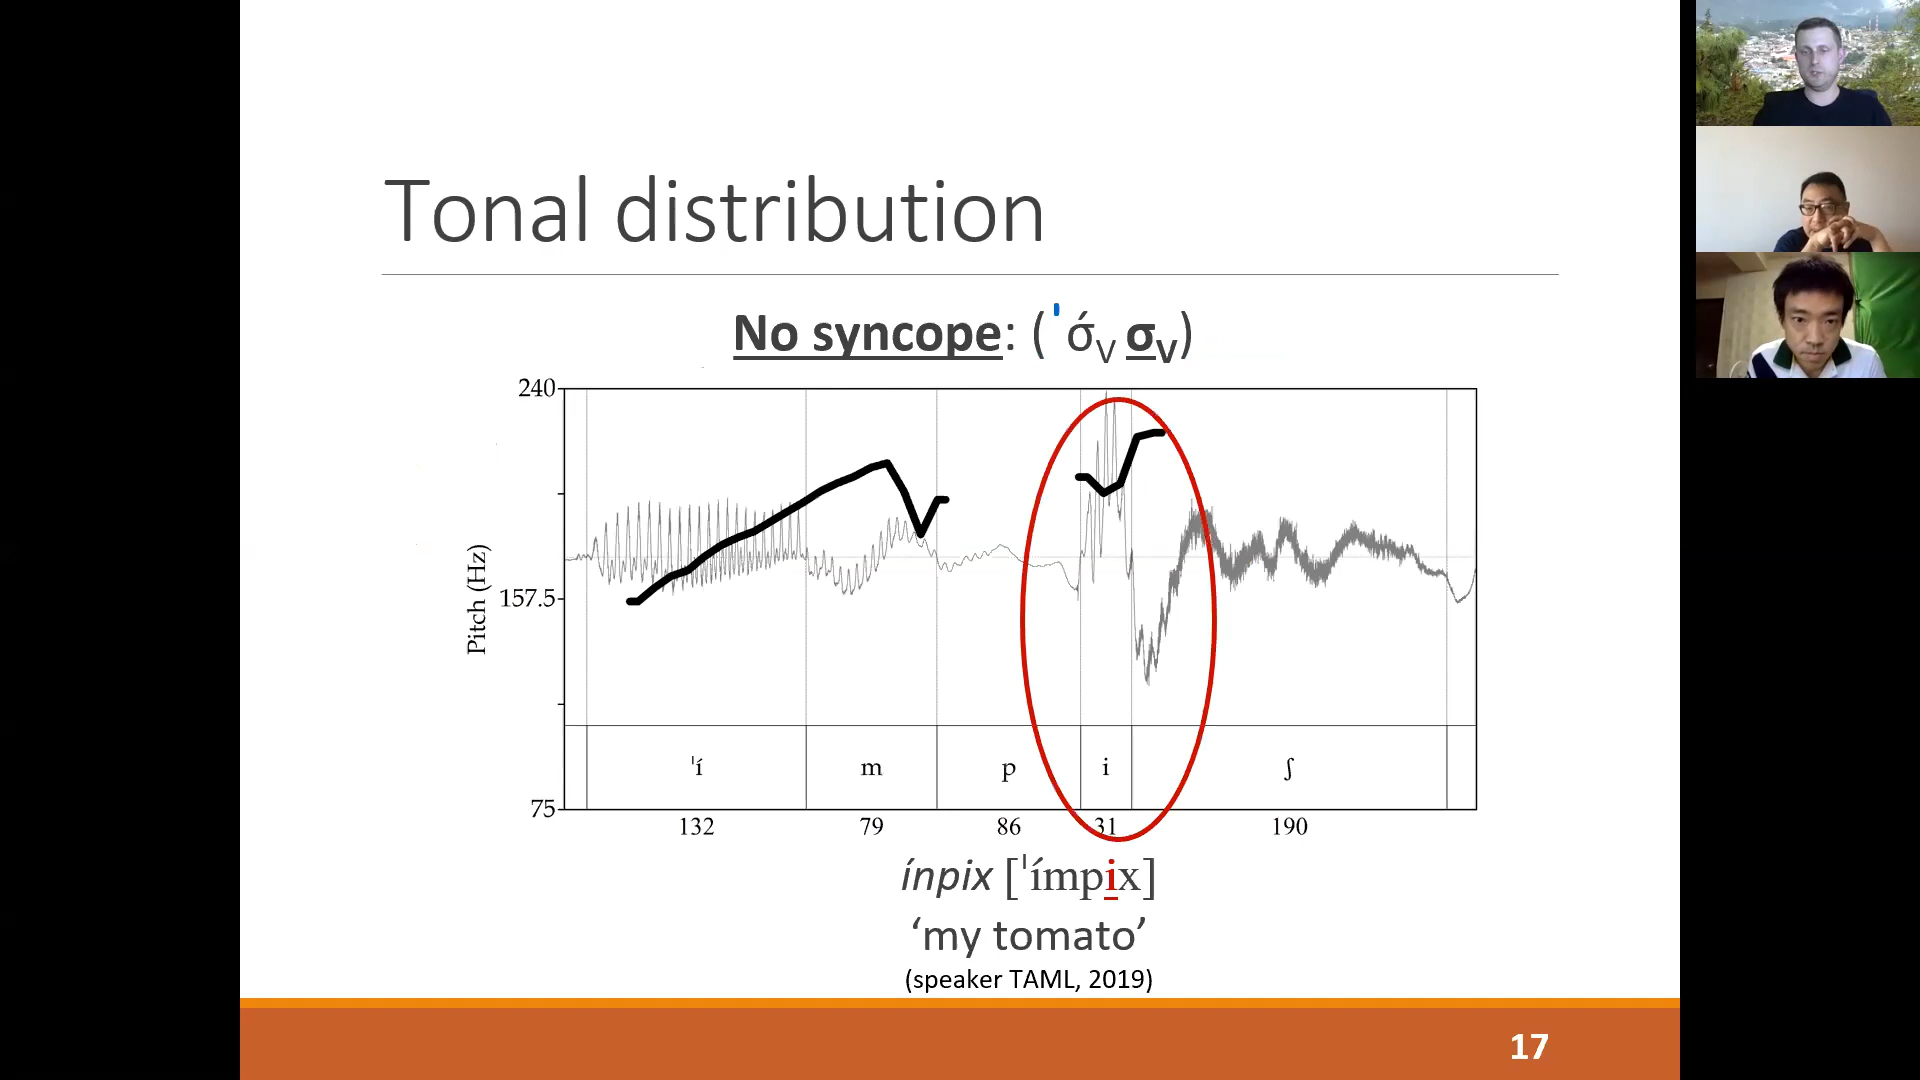 Tonal distribution
No syncope: (ˈσ́V σV)
240
157.5
75
Pitch (Hz)
ˈí m p i ʃ
132 79 86 31 190
ínpix [ˈímpix]
‘my tomato’
(speaker TAML, 2019)
17